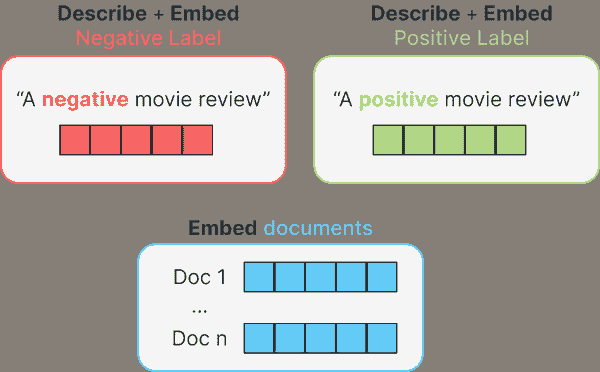 Describe + Embed
Negative Label
“A negative movie review”
Describe + Embed
Positive Label
“A positive movie review”
Embed documents
Doc 1
...
Doc n